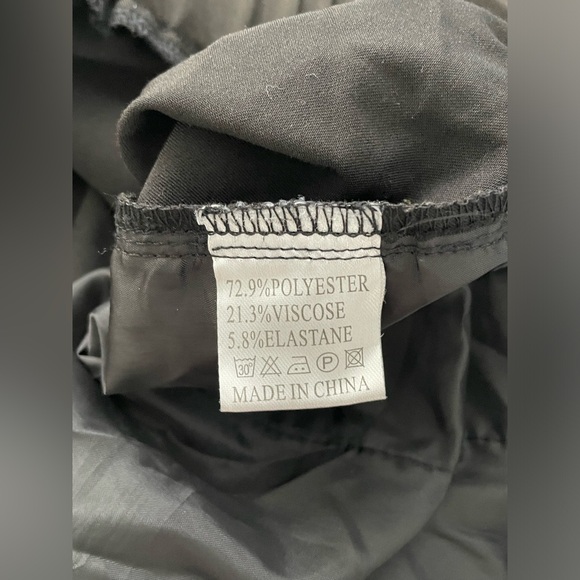 72.9%POLYESTER
21.3%VISCOSE
5.8%ELASTANE
30° P
MADE IN CHINA